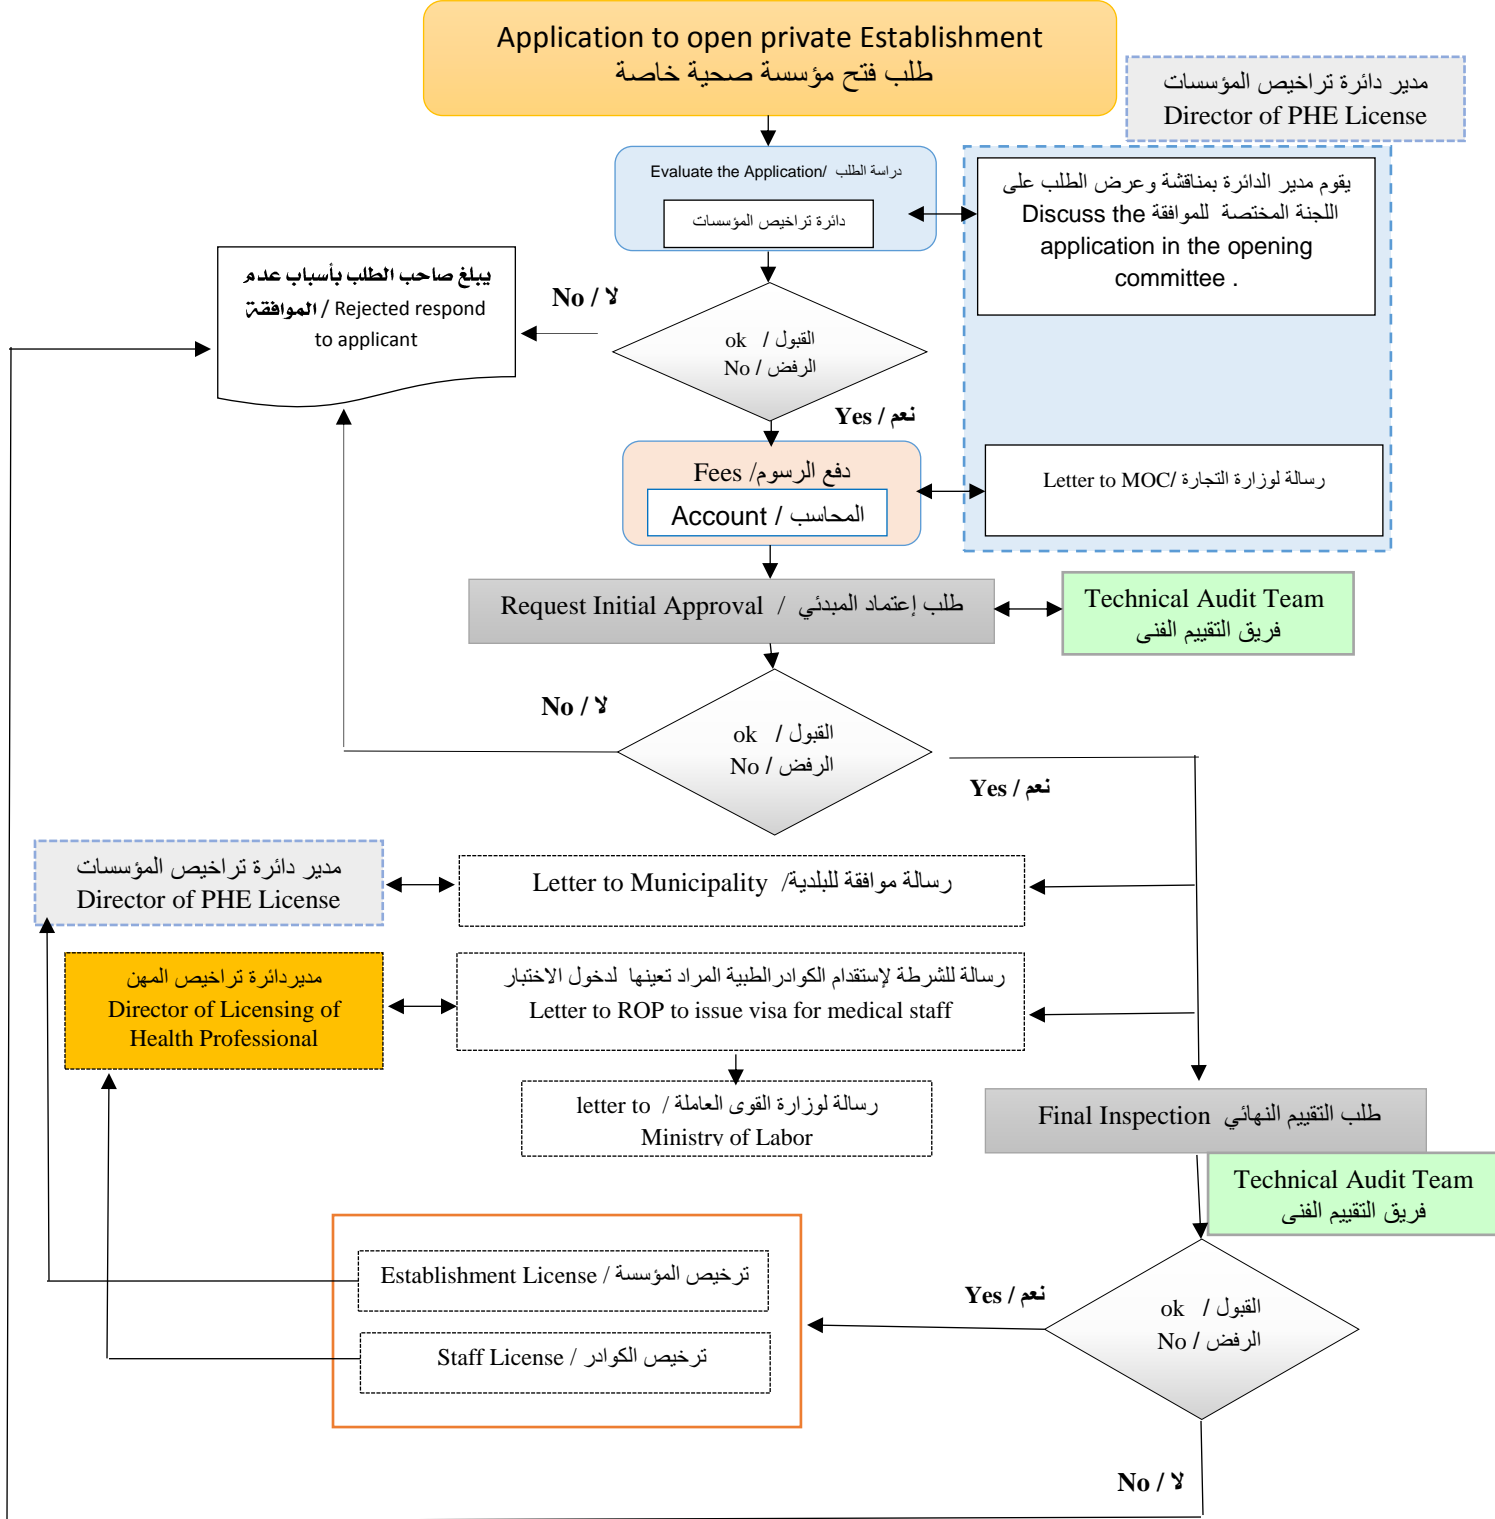 Application to open private Establishment
طلب فتح مؤسسة صحية خاصة
مدير دائرة تراخيص المؤسسات
Director of PHE License
Evaluate the Application/ دراسة الطلب
دائرة تراخيص المؤسسات
يقوم مدير الدائرة بمناقشة وعرض الطلب على
اللجنة المختصة للموافقة Discuss the
application in the opening
committee .
يبلغ صاحب الطلب بأسباب عدم
الموافقة / Rejected respond
to applicant
No / لا
القبول / ok
الرفض / No
Yes / نعم
دفع الرسوم/ Fees
Account / المحاسب
Letter to MOC/ رسالة لوزارة التجارة
Request Initial Approval / طلب إعتماد المبدئي
Technical Audit Team
فريق التقييم الفنى
No / لا
القبول / ok
الرفض / No
Yes / نعم
مدير دائرة تراخيص المؤسسات
Director of PHE License
Letter to Municipality /رسالة موافقة للبلدية
مديردائرة تراخيص المهن
Director of Licensing of
Health Professional
رسالة للشرطة لإستقدام الكوادرالطبية المراد تعينها لدخول الاختبار
Letter to ROP to issue visa for medical staff
letter to / رسالة لوزارة القوى العاملة
Ministry of Labor
Final Inspection طلب التقييم النهائي
Technical Audit Team
فريق التقييم الفنى
Establishment License / ترخيص المؤسسة
Staff License / ترخيص الكوادر
Yes / نعم
القبول / ok
الرفض / No
No / لا